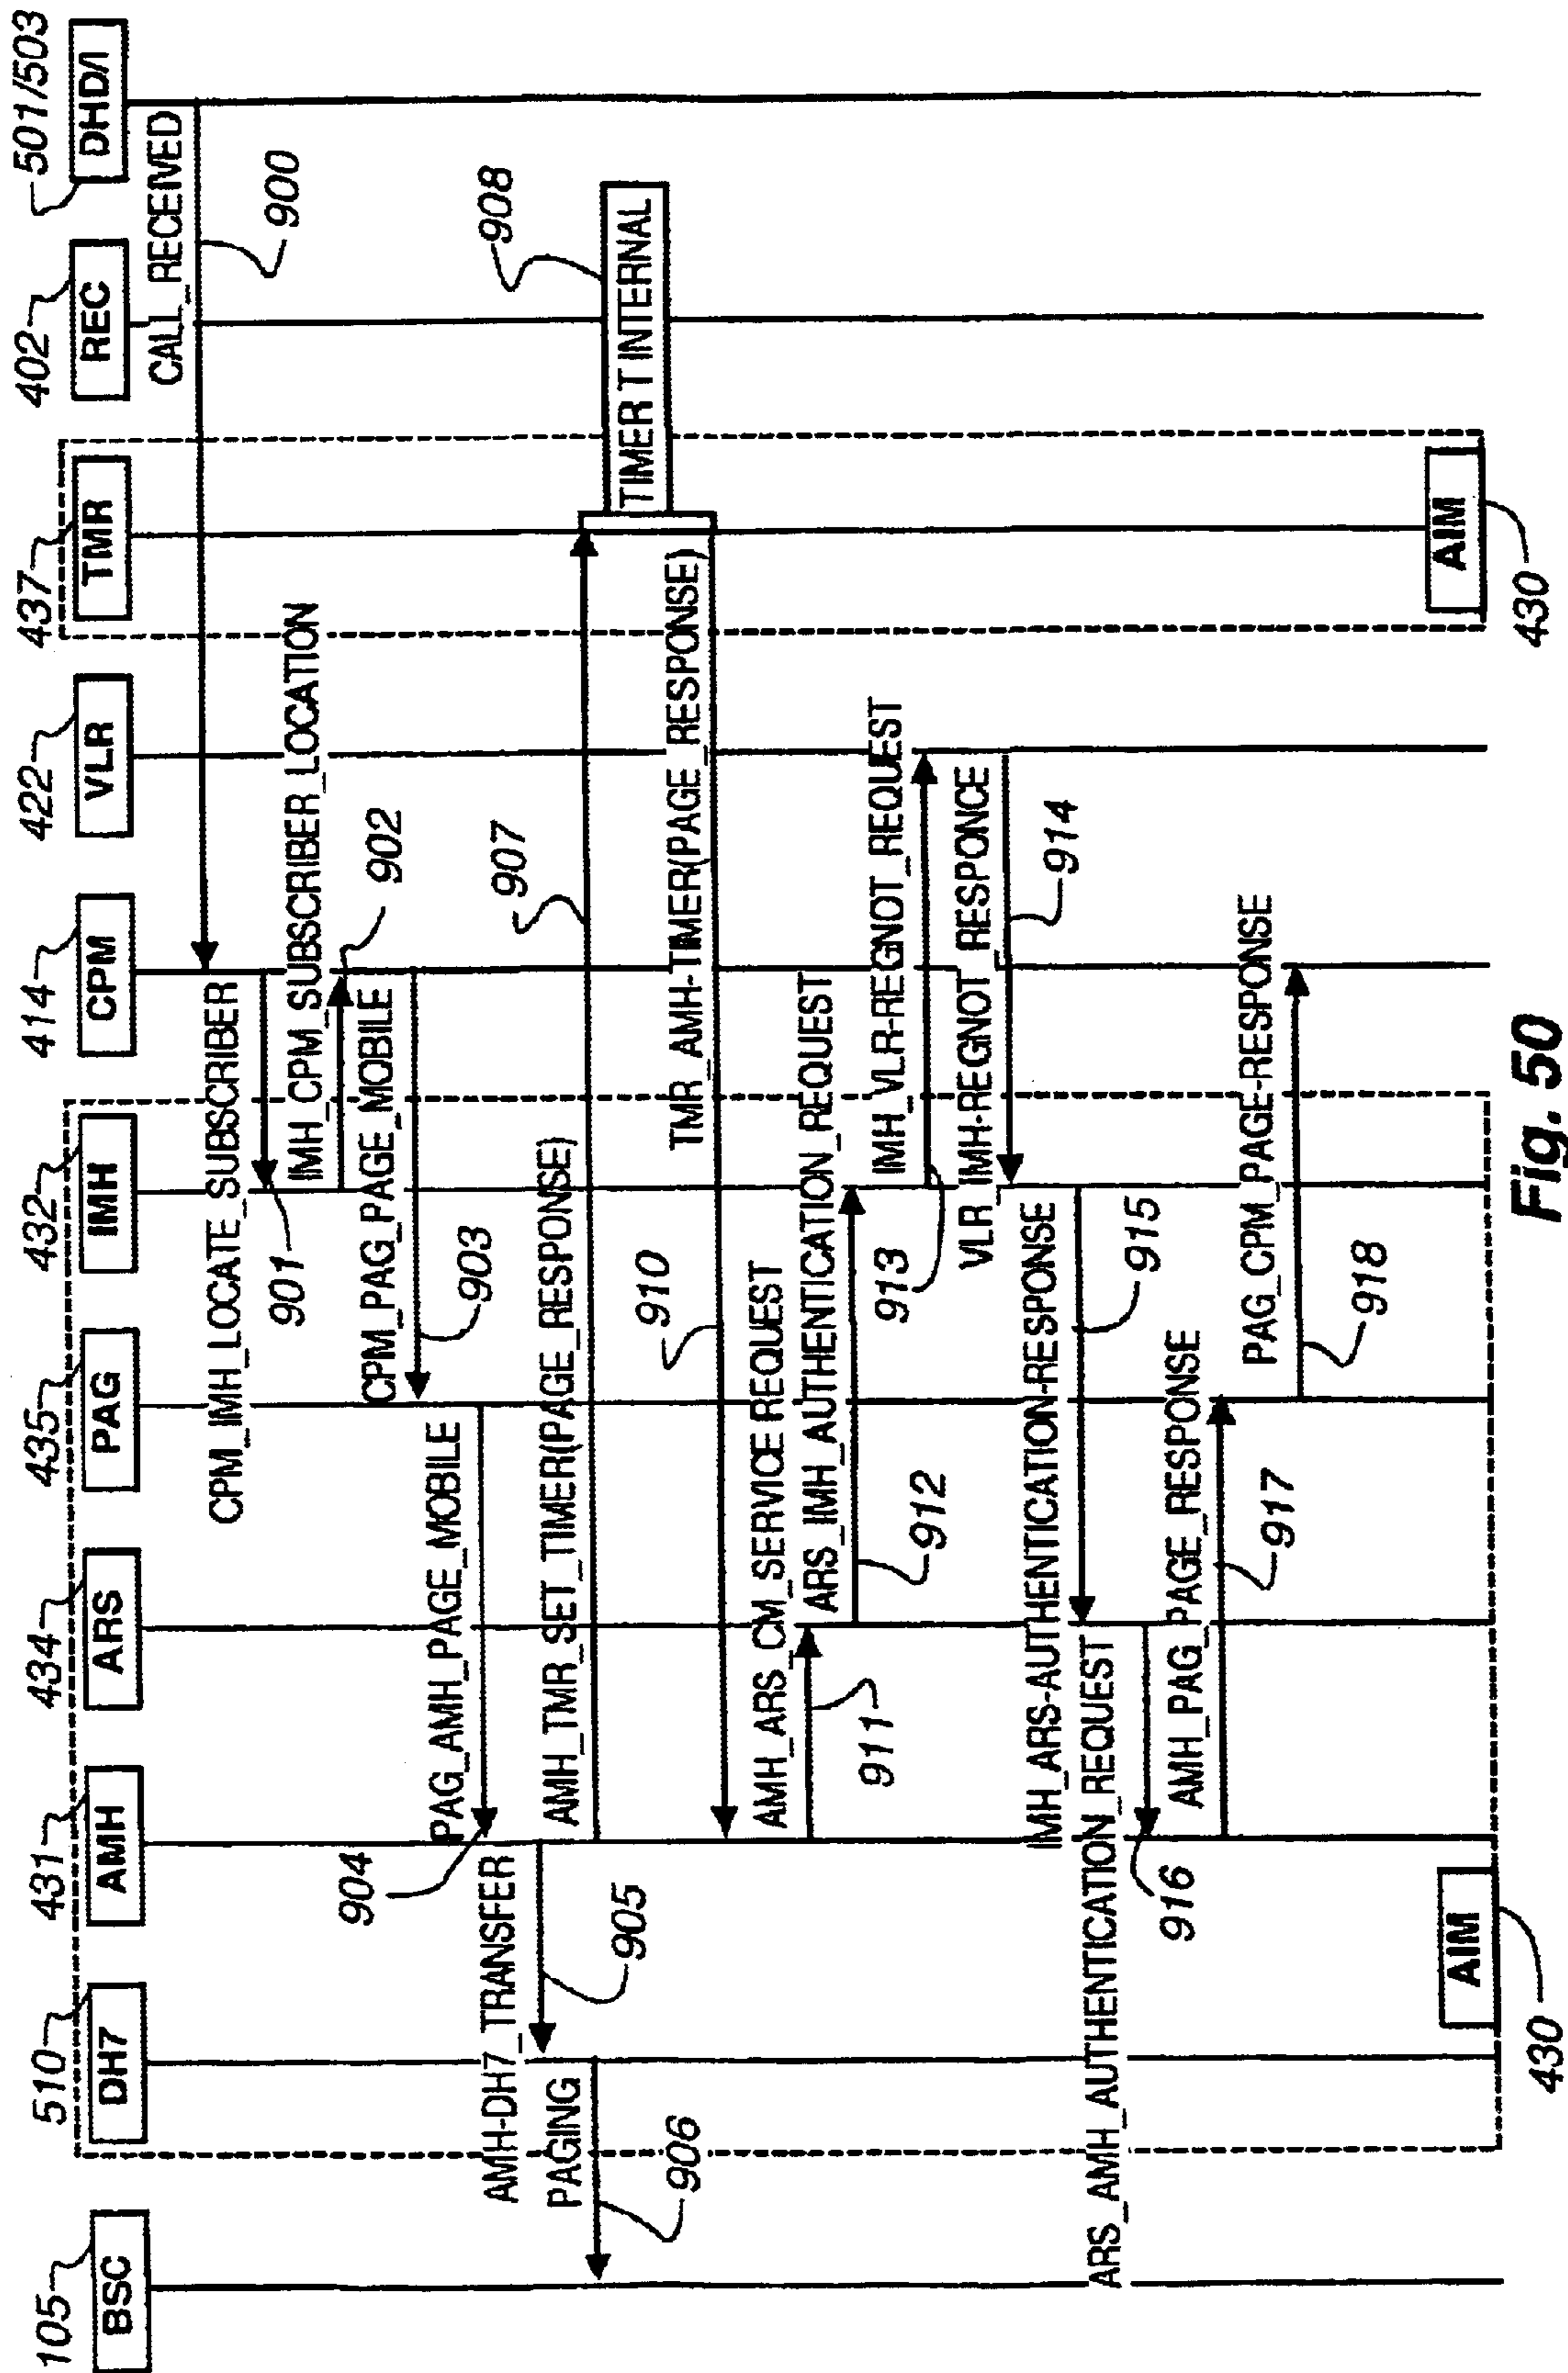 105
BSC
510
DH7
431
AMH
434
ARS
435
PAG
432
IMH
414
CPM
422
VLR
437
TMR
402
REC
501/503
DHD/I
CALL_RECEIVED
900
CPM_IMH_LOCATE_SUBSCRIBER
901
IMH_CPM_SUBSCRIBER_LOCATION
902
CPM_PAG_PAGE_MOBILE
903
PAG_AMH_PAGE_MOBILE
904
AMH-DH7_TRANSFER
905
PAGING
906
AMH_TMR_SET_TIMER(PAGE_RESPONSE)
907
TIMER T INTERNAL
908
TMR_AMH-TIMER(PAGE_RESPONSE)
910
AMH_ARS_CM_SERVICE REQUEST
911
ARS_IMH_AUTHENTICATION_REQUEST
912
IMH_VLR-REGNOT_REQUEST
913
VLR_IMH-REGNOT_RESPONCE
914
IMH_ARS-AUTHENTICATION-RESPONSE
915
ARS_AMH_AUTHENTICATION_REQUEST
916
AMH_PAG_PAGE_RESPONSE
917
PAG_CPM_PAGE-RESPONSE
918
AIM
430
AIM
430
Fig. 50